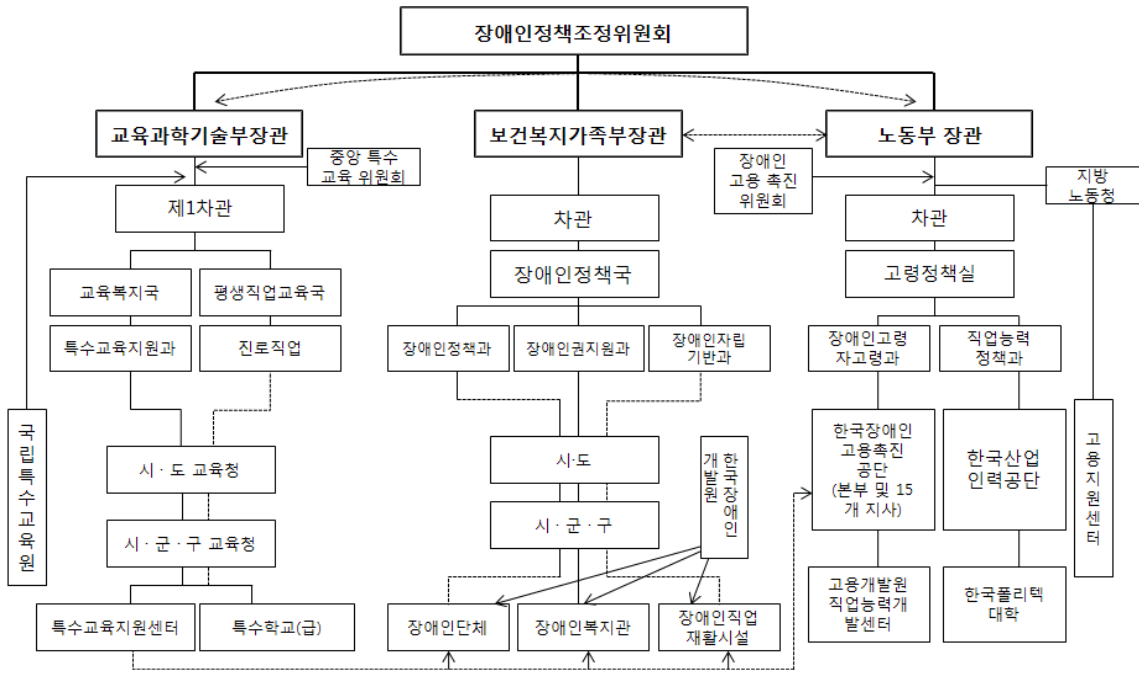 장애인정책조정위원회
교육과학기술부장관
보건복지가족부장관
노동부 장관
중앙 특수
교육 위원회
장애인
고용 촉진
위원회
지방
노동청
제1차관
차관
차관
교육복지국
평생직업교육국
장애인정책국
고령정책실
특수교육지원과
진로직업
장애인정책과
장애인권지원과
장애인자립
기반과
장애인고령
자고령과
직업능력
정책과
국립특수교육원
시 · 도 교육청
시·도
한국장애인
개발원
한국장애인
고용촉진
공단
(본부 및 15
개 지사)
한국산업
인력공단
고용지원센터
시 · 군 · 구 교육청
시 · 군 · 구
특수교육지원센터
특수학교(급)
장애인단체
장애인복지관
장애인직업
재활시설
고용개발원
직업능력개
발센터
한국폴리텍
대학